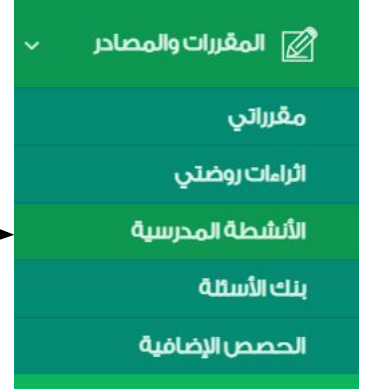 المقررات والمصادر
مقرراتي
اثراءات روضتي
الأنشطة المدرسية
بنك الأسئلة
الحصص الإضافية